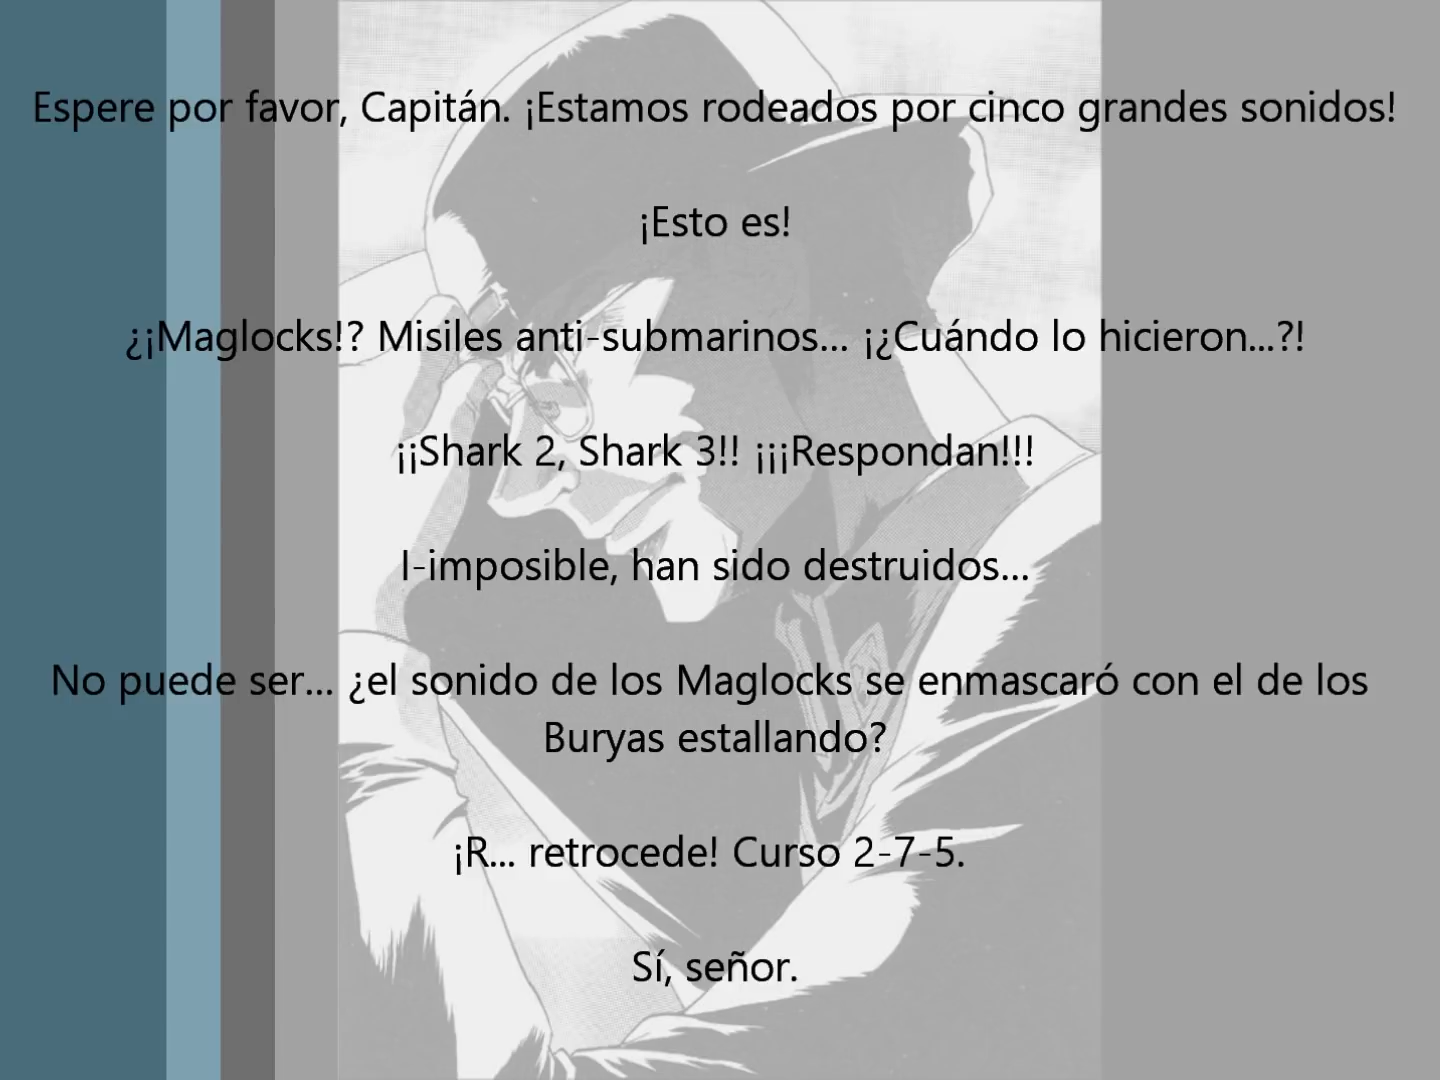 Espere por favor, Capitán. ¡Estamos rodeados por cinco grandes sonidos!
¡Esto es!
¿¡Maglocks!? Misiles anti-submarinos... ¡¿Cuándo lo hicieron...?!
¡¡Shark 2, Shark 3!! ¡¡¡Respondan!!!
I-imposible, han sido destruidos...
No puede ser... ¿el sonido de los Maglocks se enmascaró con el de los
Buryas estallando?
¡R... retrocede! Curso 2-7-5.
Sí, señor.